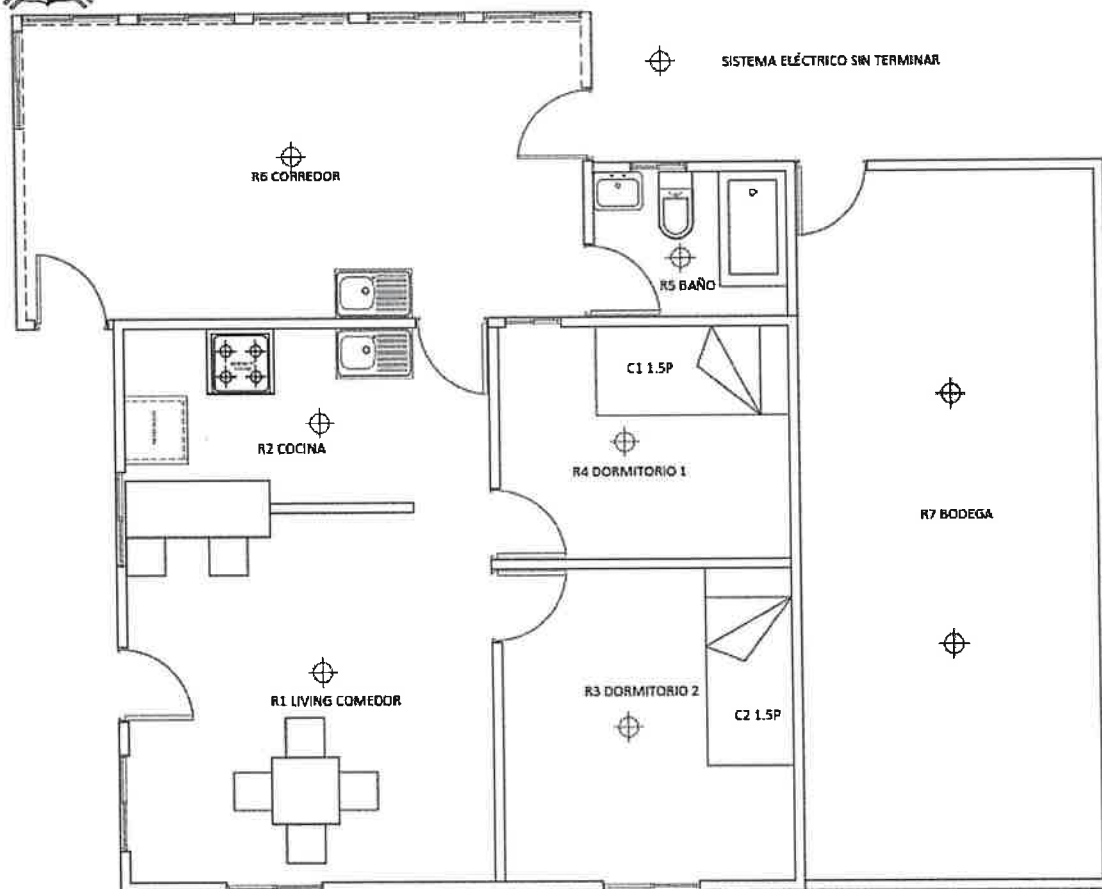 SISTEMA ELÉCTRICO SIN TERMINAR
R6 CORREDOR
R5 BAÑO
C1 1.5P
R2 COCINA
R4 DORMITORIO 1
R7 BODEGA
R3 DORMITORIO 2
R1 LIVING COMEDOR
C2 1.5P